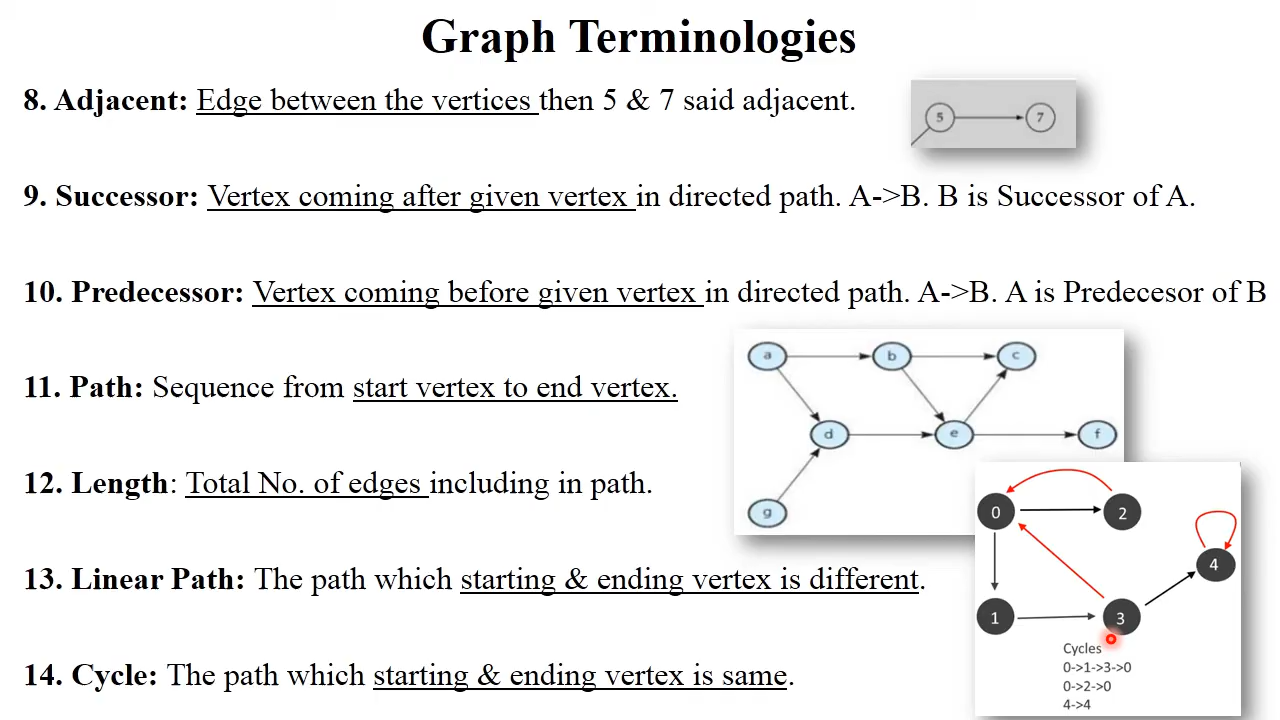 Graph Terminologies
8. Adjacent: Edge between the vertices then 5 & 7 said adjacent.
5 7
9. Successor: Vertex coming after given vertex in directed path. A->B. B is Successor of A.
10. Predecessor: Vertex coming before given vertex in directed path. A->B. A is Predecesor of B
a b c
11. Path: Sequence from start vertex to end vertex.
d e f
12. Length: Total No. of edges including in path.
g
0 2
13. Linear Path: The path which starting & ending vertex is different.
4
1 3
14. Cycle: The path which starting & ending vertex is same.
Cycles
0->1->3->0
0->2->0
4->4